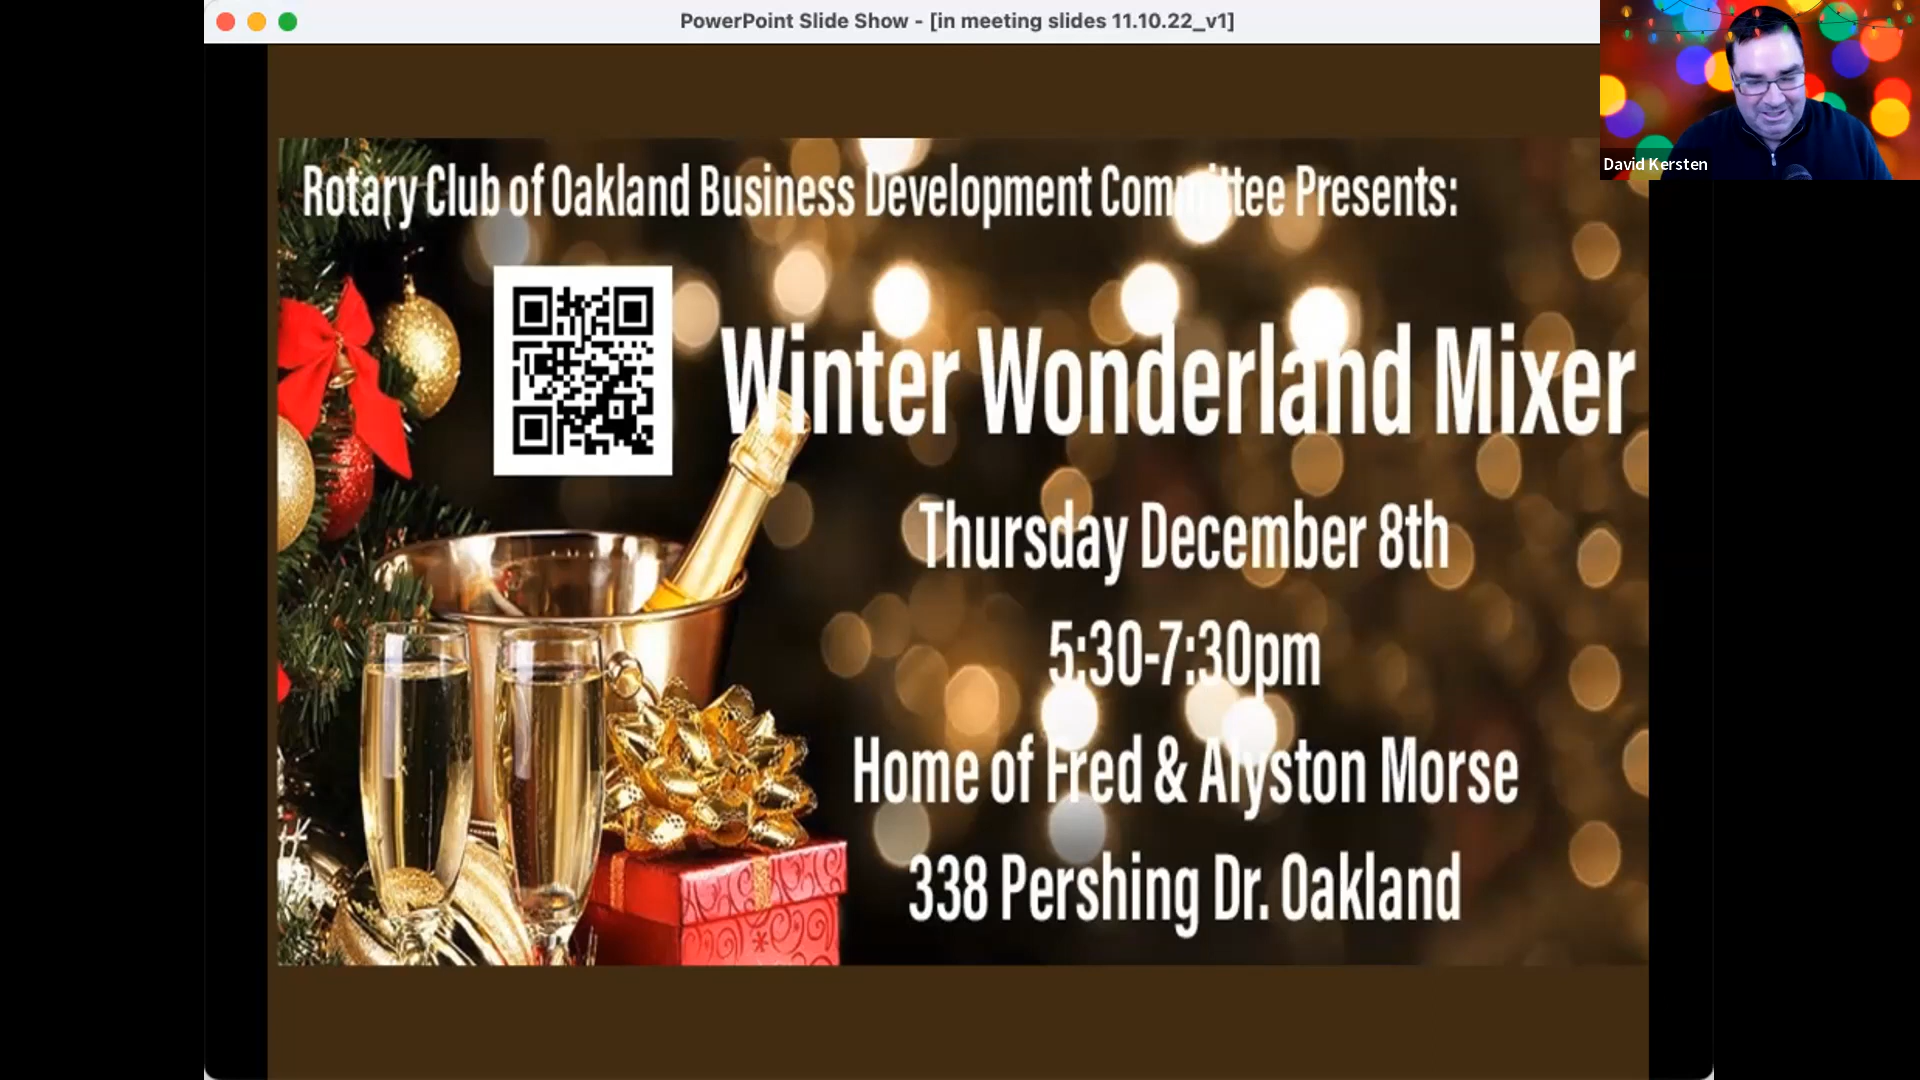 PowerPoint Slide Show - [in meeting slides 11.10.22_v1]
David Kersten
Rotary Club of Oakland Business Development Committee Presents:
Winter Wonderland Mixer
Thursday December 8th
5:30-7:30pm
Home of Fred & Alyston Morse
338 Pershing Dr. Oakland